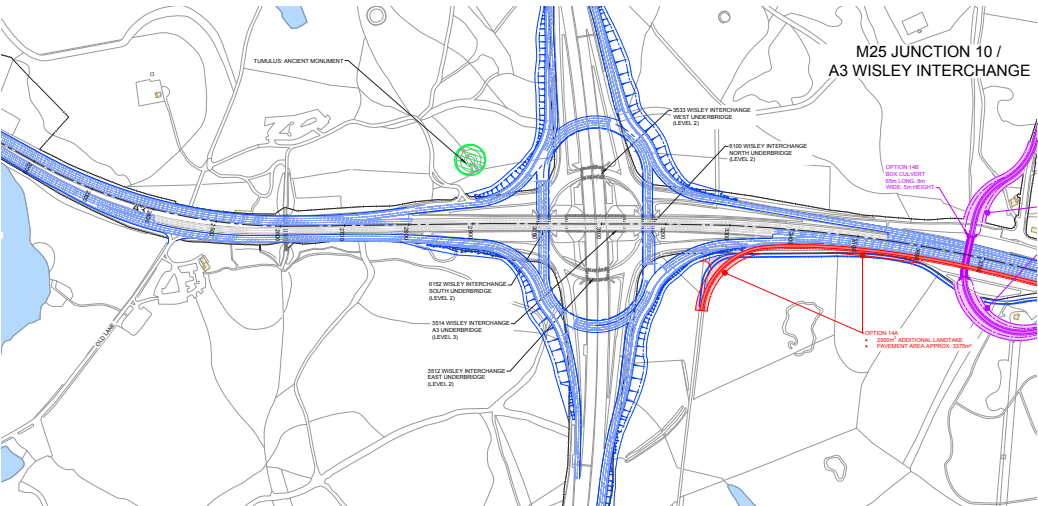 M25 JUNCTION 10 /
A3 WISLEY INTERCHANGE
TUMULUS: ANCIENT MONUMENT
3533 WISLEY INTERCHANGE
WEST UNDERBRIDGE
(LEVEL 2)
6100 WISLEY INTERCHANGE
NORTH UNDERBRIDGE
(LEVEL 2)
OPTION 14B
BOX CULVERT
65m LONG, 8m
WIDE, 5m HEIGHT
6152 WISLEY INTERCHANGE
SOUTH UNDERBRIDGE
(LEVEL 2)
3514 WISLEY INTERCHANGE
A3 UNDERBRIDGE
(LEVEL 3)
3512 WISLEY INTERCHANGE
EAST UNDERBRIDGE
(LEVEL 2)
OLD LANE
OPTION 14A
• 2900m² ADDITIONAL LANDTAKE
• PAVEMENT AREA APPROX. 3375m²